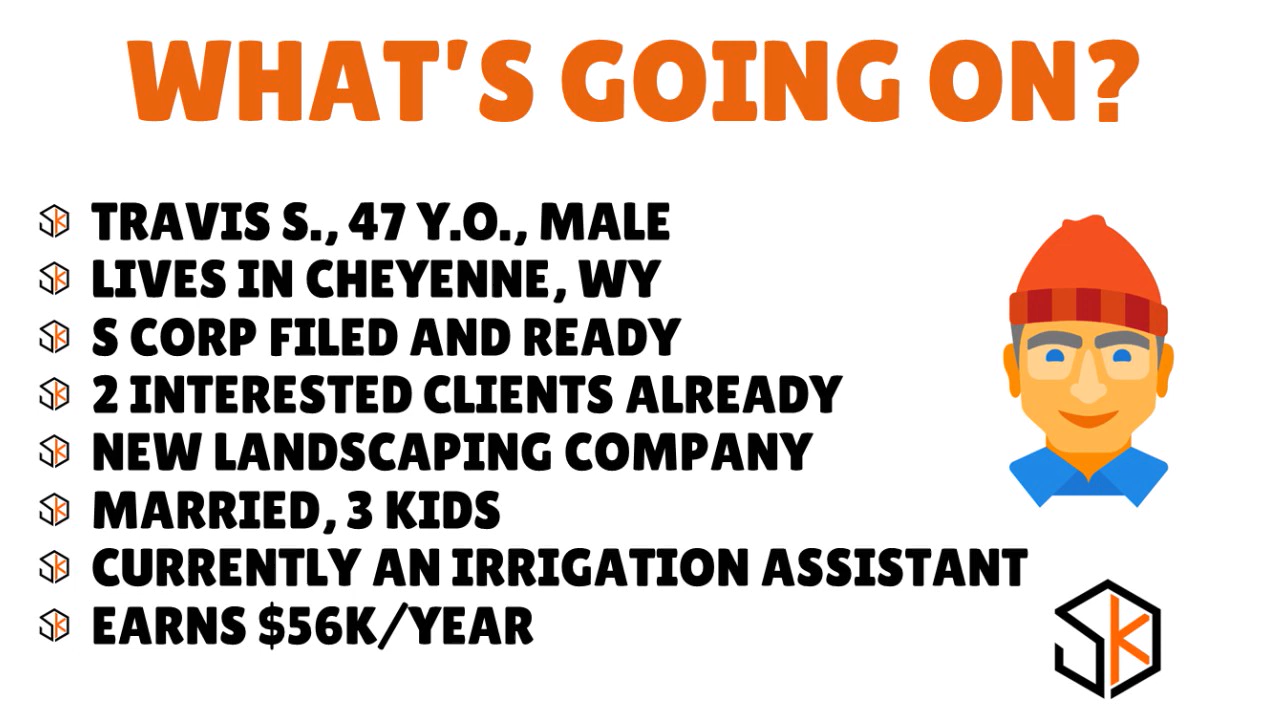 WHAT'S GOING ON?
TRAVIS S., 47 Y.O., MALE
LIVES IN CHEYENNE, WY
S CORP FILED AND READY
2 INTERESTED CLIENTS ALREADY
NEW LANDSCAPING COMPANY
MARRIED, 3 KIDS
CURRENTLY AN IRRIGATION ASSISTANT
EARNS $56K/YEAR
SK